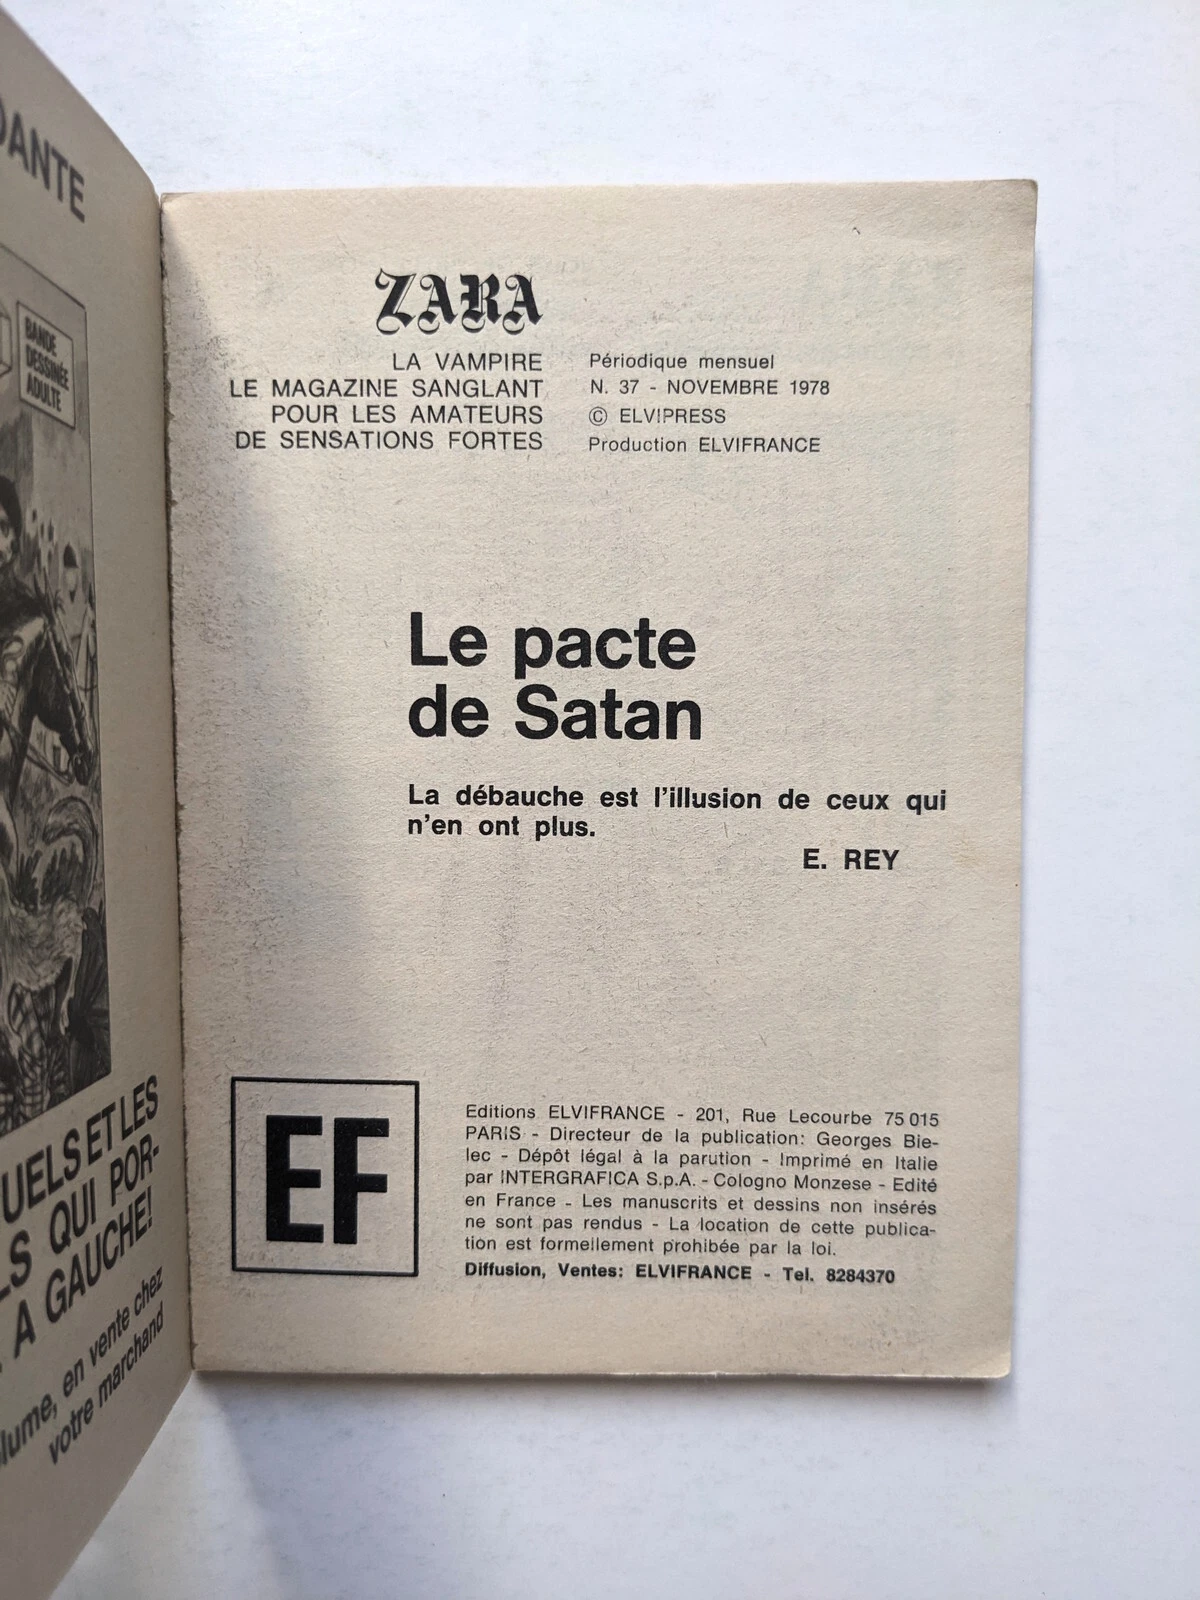 DANTE
BANDE
DESSINÉE
ADULTE
UELS ET LES
LS QUI POR-
A GAUCHE!
en vente chez
votre marchand
ZARA
LA VAMPIRE
LE MAGAZINE SANGLANT
POUR LES AMATEURS
DE SENSATIONS FORTES
Périodique mensuel
N. 37 - NOVEMBRE 1978
© ELVIPRESS
Production ELVIFRANCE
Le pacte
de Satan
La débauche est l'illusion de ceux qui
n'en ont plus.
E. REY
EF
Editions ELVIFRANCE - 201, Rue Lecourbe 75 015
PARIS - Directeur de la publication: Georges Bie-
lec - Dépôt légal à la parution - Imprimé en Italie
par INTERGRAFICA S.p.A. - Cologno Monzese - Edité
en France - Les manuscrits et dessins non insérés
ne sont pas rendus - La location de cette publica-
tion est formellement prohibée par la loi.
Diffusion, Ventes: ELVIFRANCE - Tel. 8284370